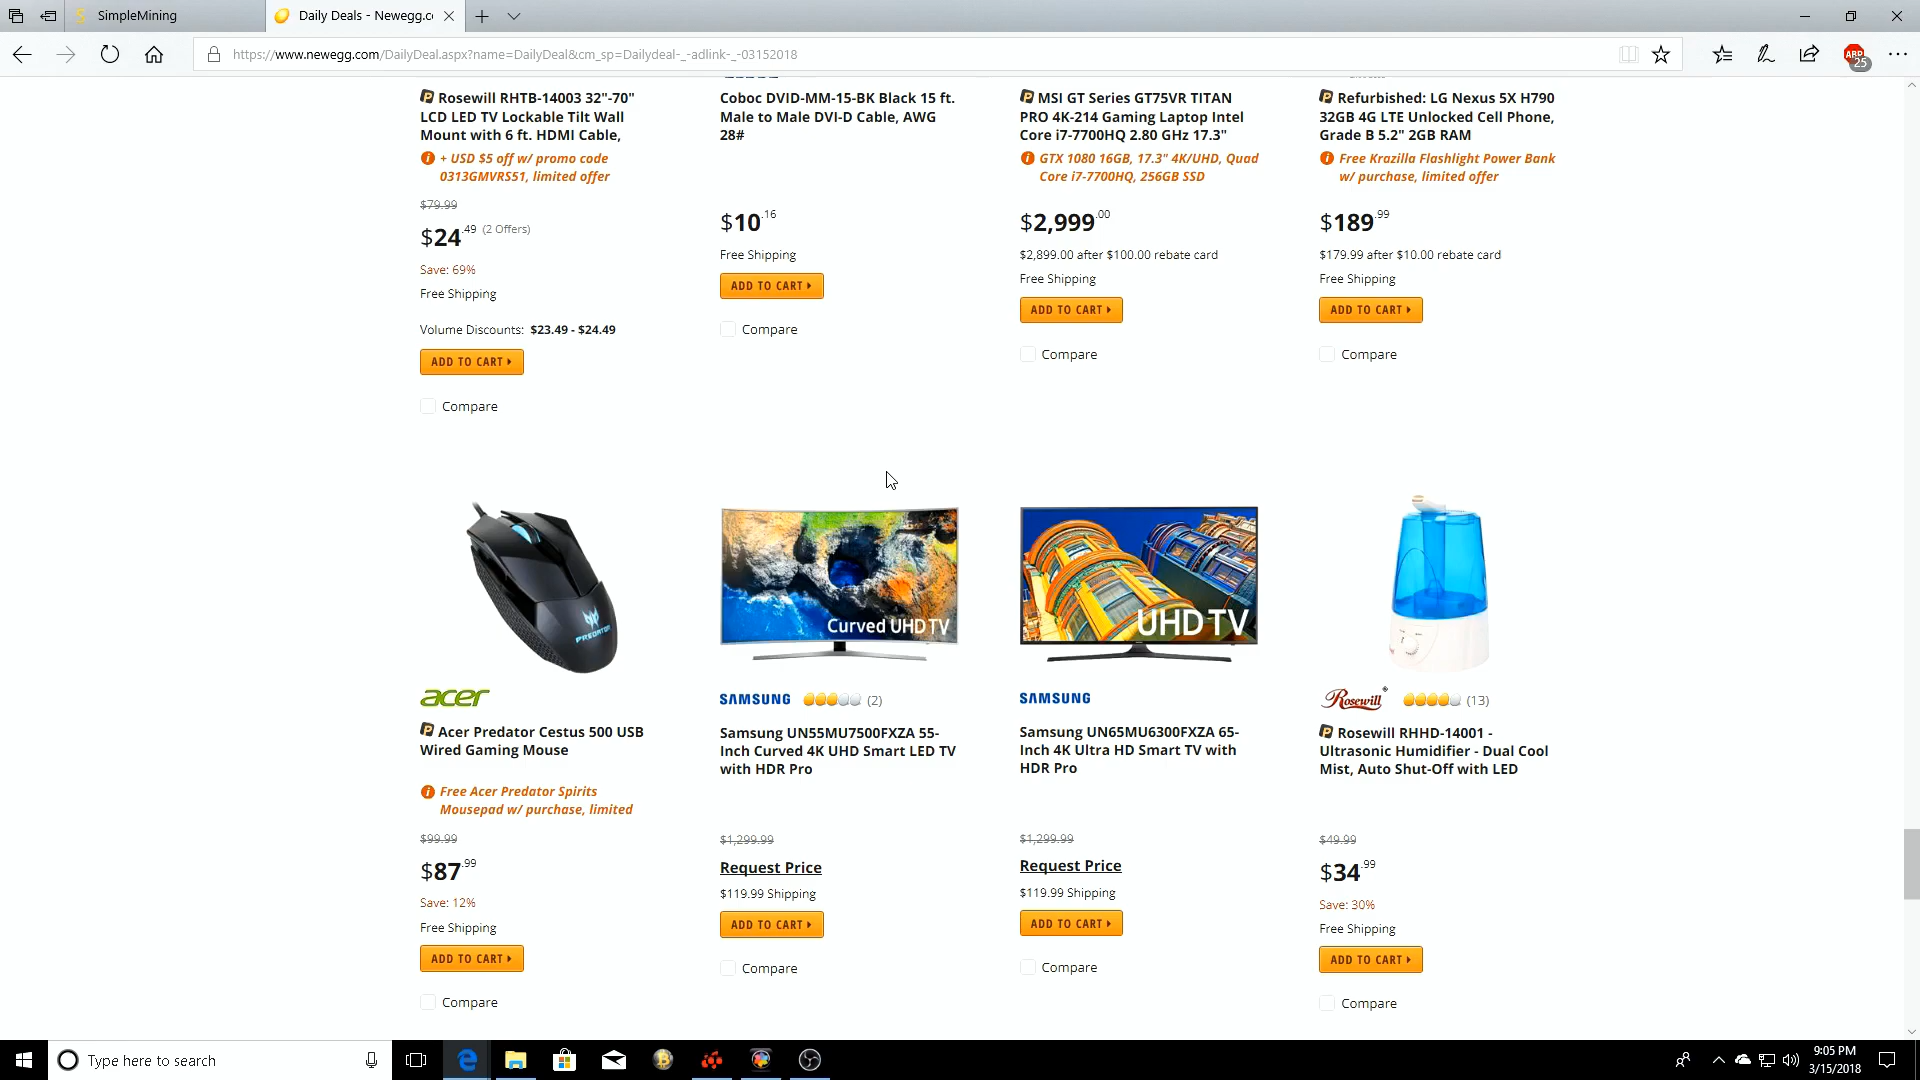 SimpleMining
Daily Deals - Newegg.c
https://www.newegg.com/DailyDeal.aspx?name=DailyDeal&cm_sp=Dailydeal-_-adlink-_-03152018
ABP
25
Rosewill RHTB-14003 32"-70"
LCD LED TV Lockable Tilt Wall
Mount with 6 ft. HDMI Cable,
+ USD $5 off w/ promo code
0313GMVRS51, limited offer
$79.99
$24.49 (2 Offers)
Save: 69%
Free Shipping
Volume Discounts: $23.49 - $24.49
ADD TO CART
Compare
Coboc DVID-MM-15-BK Black 15 ft.
Male to Male DVI-D Cable, AWG
28#
$10.16
Free Shipping
ADD TO CART
Compare
MSI GT Series GT75VR TITAN
PRO 4K-214 Gaming Laptop Intel
Core i7-7700HQ 2.80 GHz 17.3"
GTX 1080 16GB, 17.3" 4K/UHD, Quad
Core i7-7700HQ, 256GB SSD
$2,999.00
$2,899.00 after $100.00 rebate card
Free Shipping
ADD TO CART
Compare
Refurbished: LG Nexus 5X H790
32GB 4G LTE Unlocked Cell Phone,
Grade B 5.2" 2GB RAM
Free Krazilla Flashlight Power Bank
w/ purchase, limited offer
$189.99
$179.99 after $10.00 rebate card
Free Shipping
ADD TO CART
Compare
PREDATOR
acer
Acer Predator Cestus 500 USB
Wired Gaming Mouse
Free Acer Predator Spirits
Mousepad w/ purchase, limited
$99.99
$87.99
Save: 12%
Free Shipping
ADD TO CART
Compare
Curved UHD TV
SAMSUNG (2)
Samsung UN55MU7500FXZA 55-
Inch Curved 4K UHD Smart LED TV
with HDR Pro
$1,299.99
Request Price
$119.99 Shipping
ADD TO CART
Compare
UHD TV
SAMSUNG
Samsung UN65MU6300FXZA 65-
Inch 4K Ultra HD Smart TV with
HDR Pro
$1,299.99
Request Price
$119.99 Shipping
ADD TO CART
Compare
Rosewill (13)
Rosewill RHHD-14001 -
Ultrasonic Humidifier - Dual Cool
Mist, Auto Shut-Off with LED
$49.99
$34.99
Save: 30%
Free Shipping
ADD TO CART
Compare
Type here to search
9:05 PM
3/15/2018